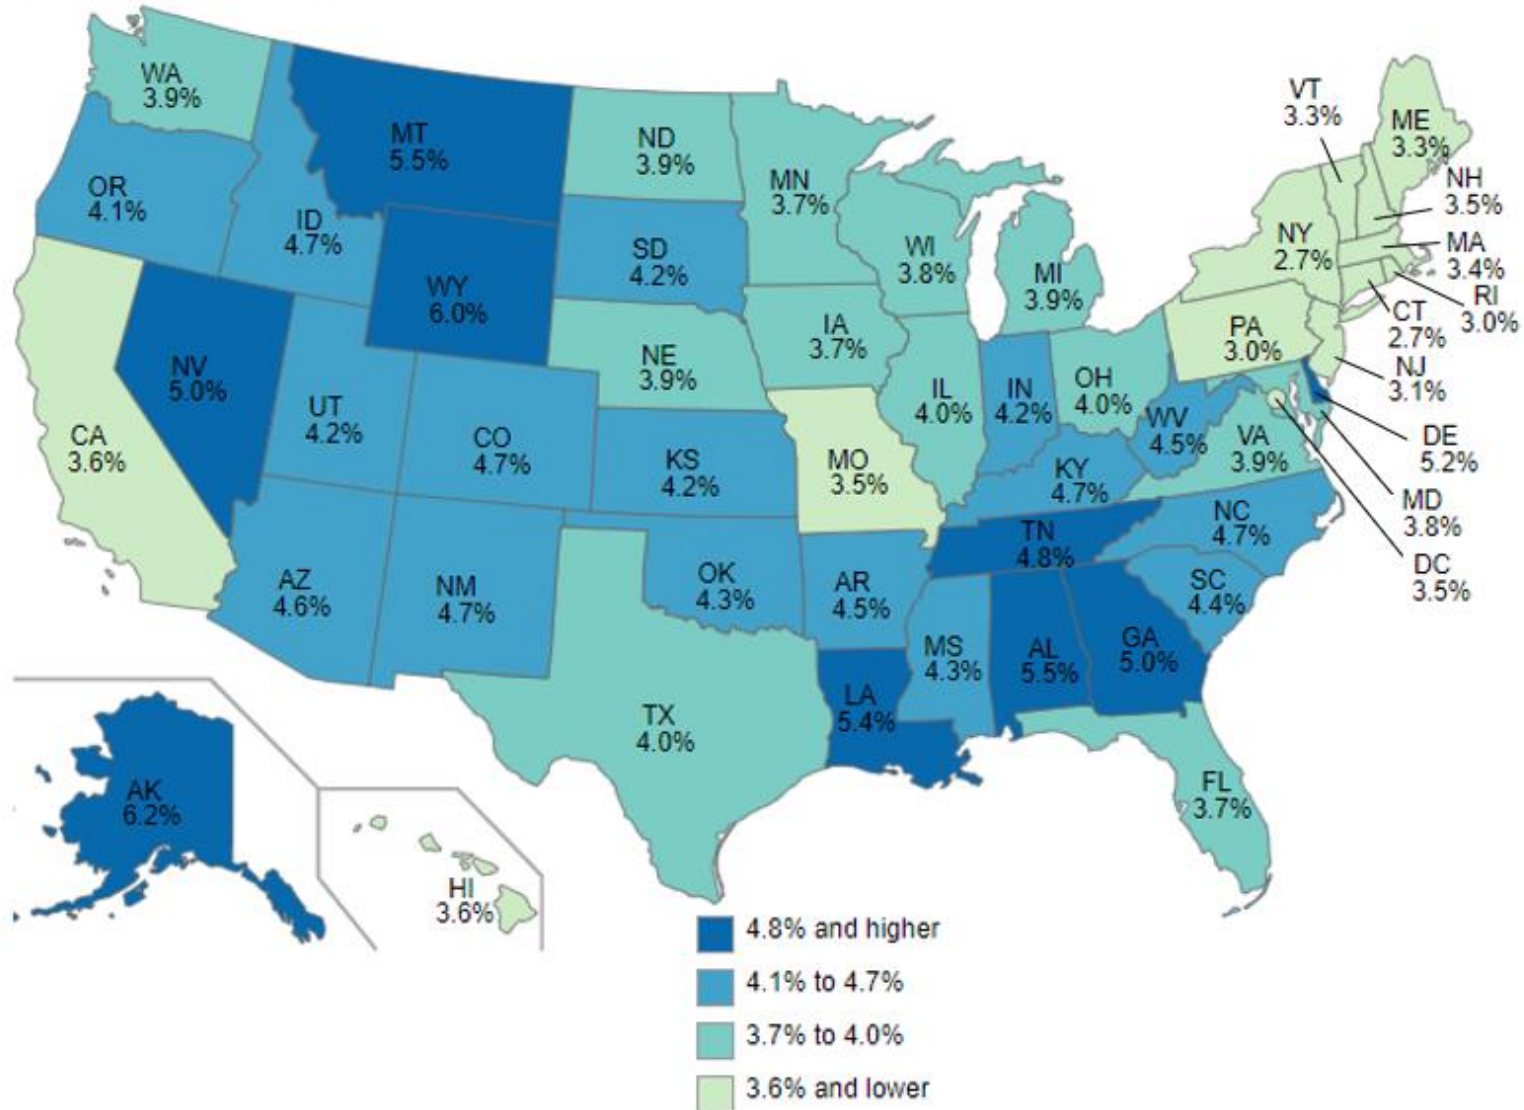 WA
3.9%
MT
5.5%
ND
3.9%
MN
3.7%
VT
3.3%
ME
3.3%
OR
4.1%
ID
4.7%
WY
6.0%
SD
4.2%
WI
3.8%
MI
3.9%
NY
2.7%
NH
3.5%
MA
3.4%
RI
3.0%
CT
2.7%
NJ
3.1%
PA
3.0%
NV
5.0%
UT
4.2%
CO
4.7%
NE
3.9%
IA
3.7%
IL
4.0%
IN
4.2%
OH
4.0%
WV
4.5%
VA
3.9%
DE
5.2%
MD
3.8%
DC
3.5%
CA
3.6%
KS
4.2%
MO
3.5%
KY
4.7%
TN
4.8%
NC
4.7%
SC
4.4%
AZ
4.6%
NM
4.7%
OK
4.3%
AR
4.5%
MS
4.3%
AL
5.5%
GA
5.0%
LA
5.4%
TX
4.0%
FL
3.7%
AK
6.2%
HI
3.6%
4.8% and higher
4.1% to 4.7%
3.7% to 4.0%
3.6% and lower